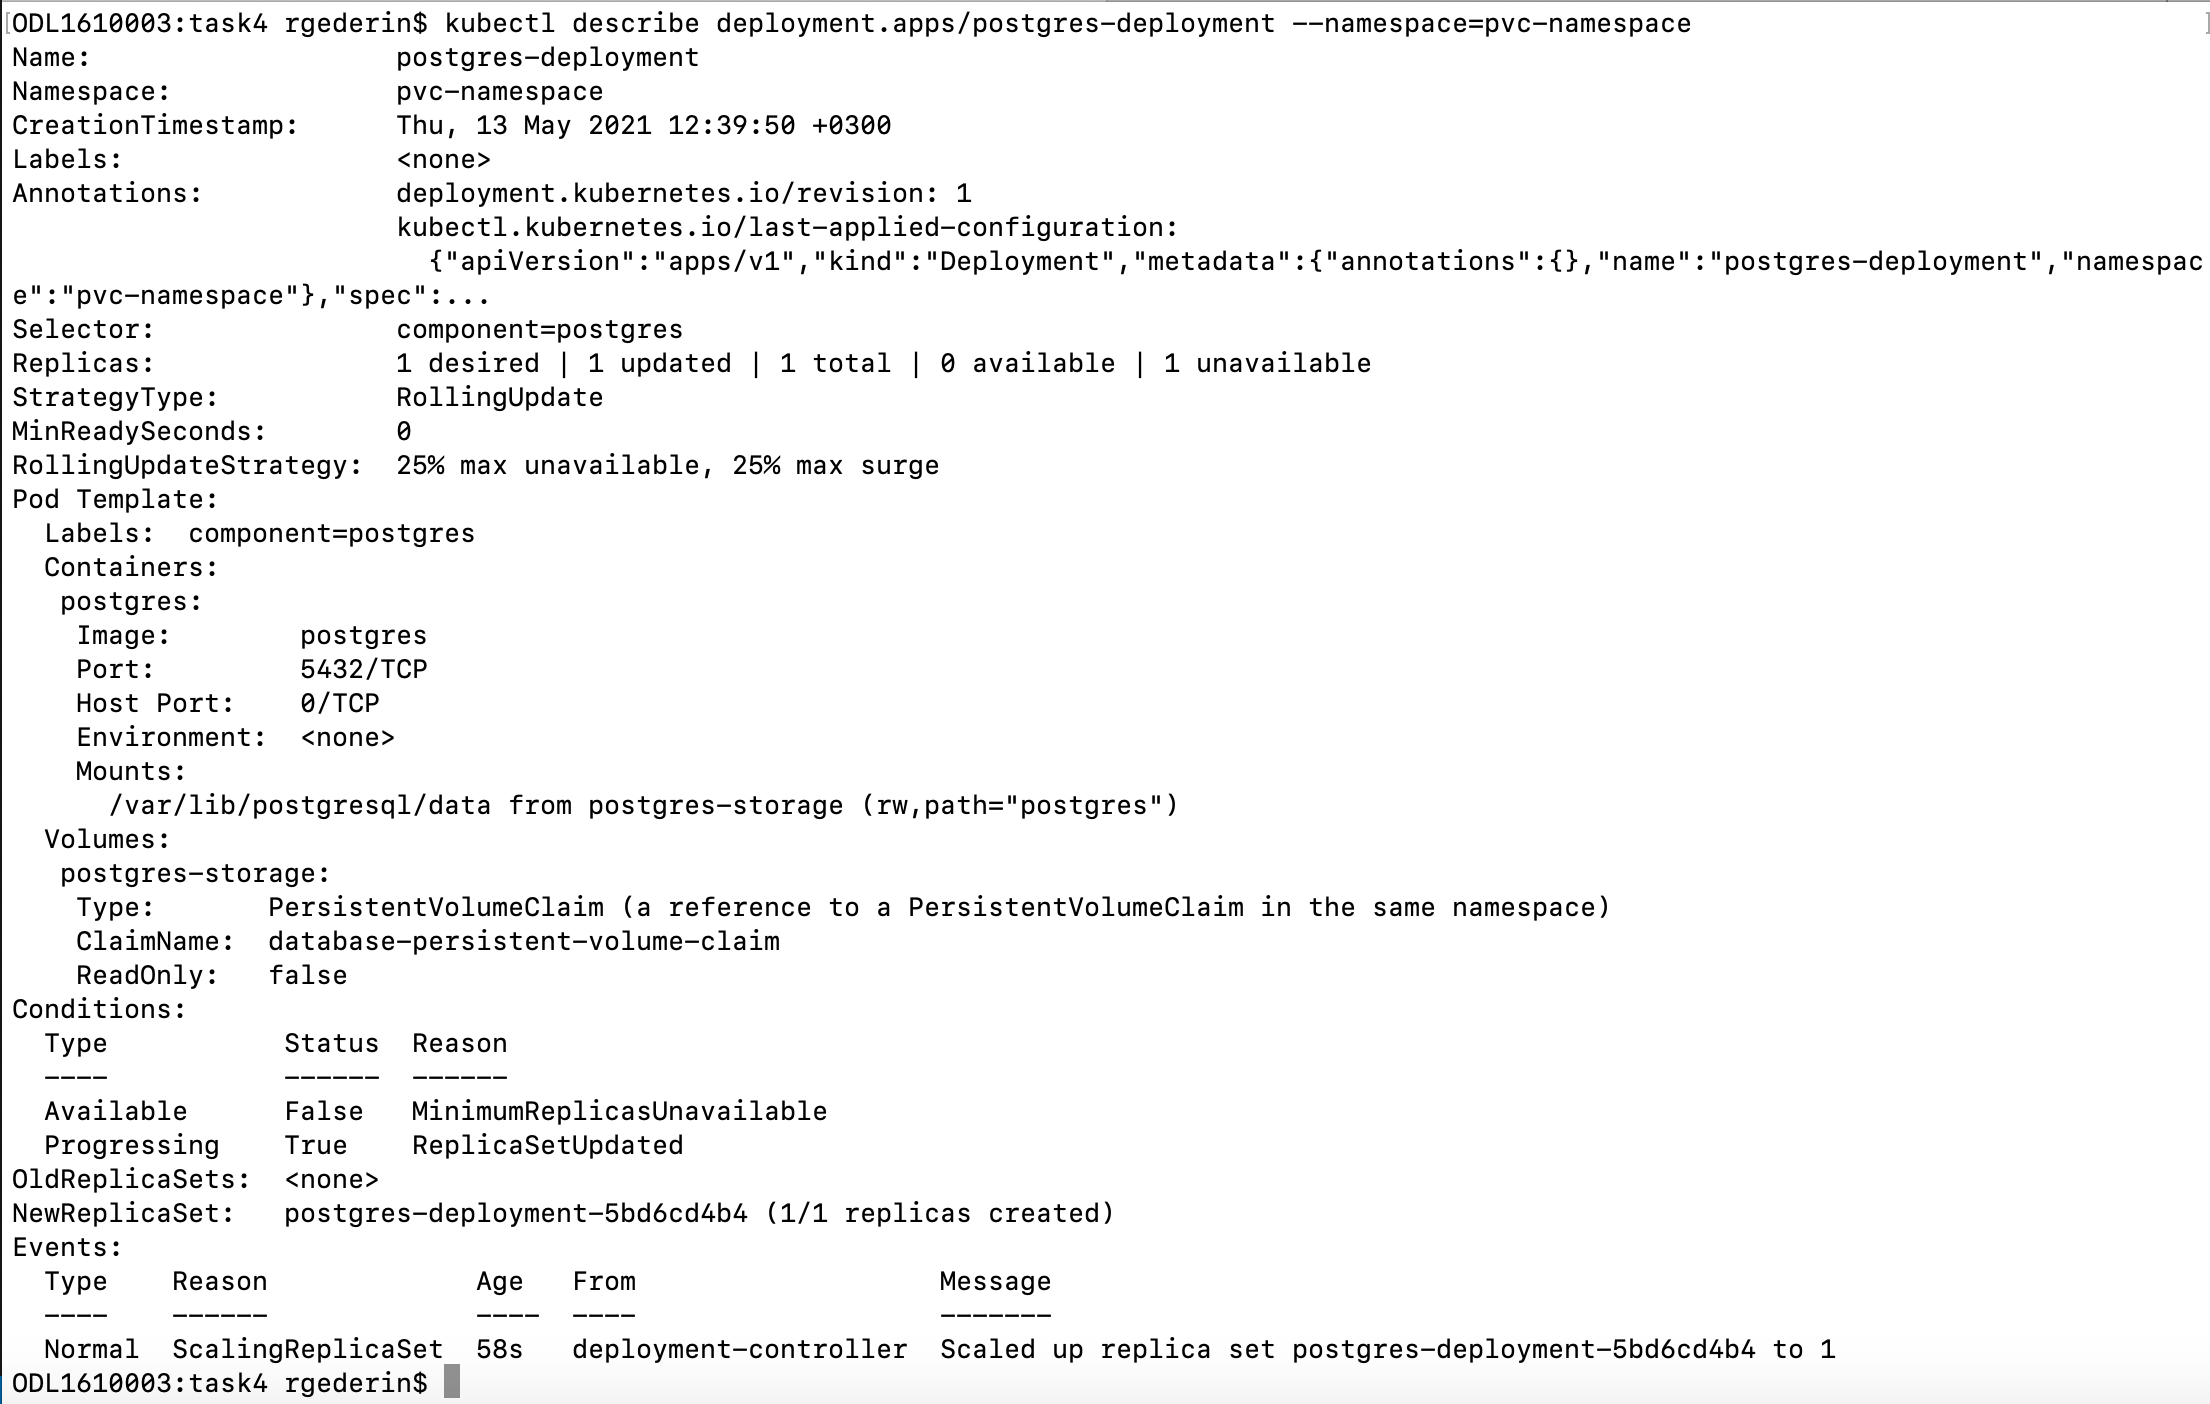 [ODL1610003:task4 rgederin$ kubectl describe deployment.apps/postgres-deployment --namespace=pvc-namespace ]
Name:                   postgres-deployment
Namespace:              pvc-namespace
CreationTimestamp:      Thu, 13 May 2021 12:39:50 +0300
Labels:                 <none>
Annotations:            deployment.kubernetes.io/revision: 1
                        kubectl.kubernetes.io/last-applied-configuration:
                          {"apiVersion":"apps/v1","kind":"Deployment","metadata":{"annotations":{},"name":"postgres-deployment","namespac
e":"pvc-namespace"},"spec":...
Selector:               component=postgres
Replicas:               1 desired | 1 updated | 1 total | 0 available | 1 unavailable
StrategyType:           RollingUpdate
MinReadySeconds:        0
RollingUpdateStrategy:  25% max unavailable, 25% max surge
Pod Template:
  Labels:  component=postgres
  Containers:
   postgres:
    Image:        postgres
    Port:         5432/TCP
    Host Port:    0/TCP
    Environment:  <none>
    Mounts:
      /var/lib/postgresql/data from postgres-storage (rw,path="postgres")
  Volumes:
   postgres-storage:
    Type:       PersistentVolumeClaim (a reference to a PersistentVolumeClaim in the same namespace)
    ClaimName:  database-persistent-volume-claim
    ReadOnly:   false
Conditions:
  Type           Status  Reason
  ----           ------  ------
  Available      False   MinimumReplicasUnavailable
  Progressing    True    ReplicaSetUpdated
OldReplicaSets:  <none>
NewReplicaSet:   postgres-deployment-5bd6cd4b4 (1/1 replicas created)
Events:
  Type    Reason             Age   From                   Message
  ----    ------             ----  ----                   -------
  Normal  ScalingReplicaSet  58s   deployment-controller  Scaled up replica set postgres-deployment-5bd6cd4b4 to 1
ODL1610003:task4 rgederin$